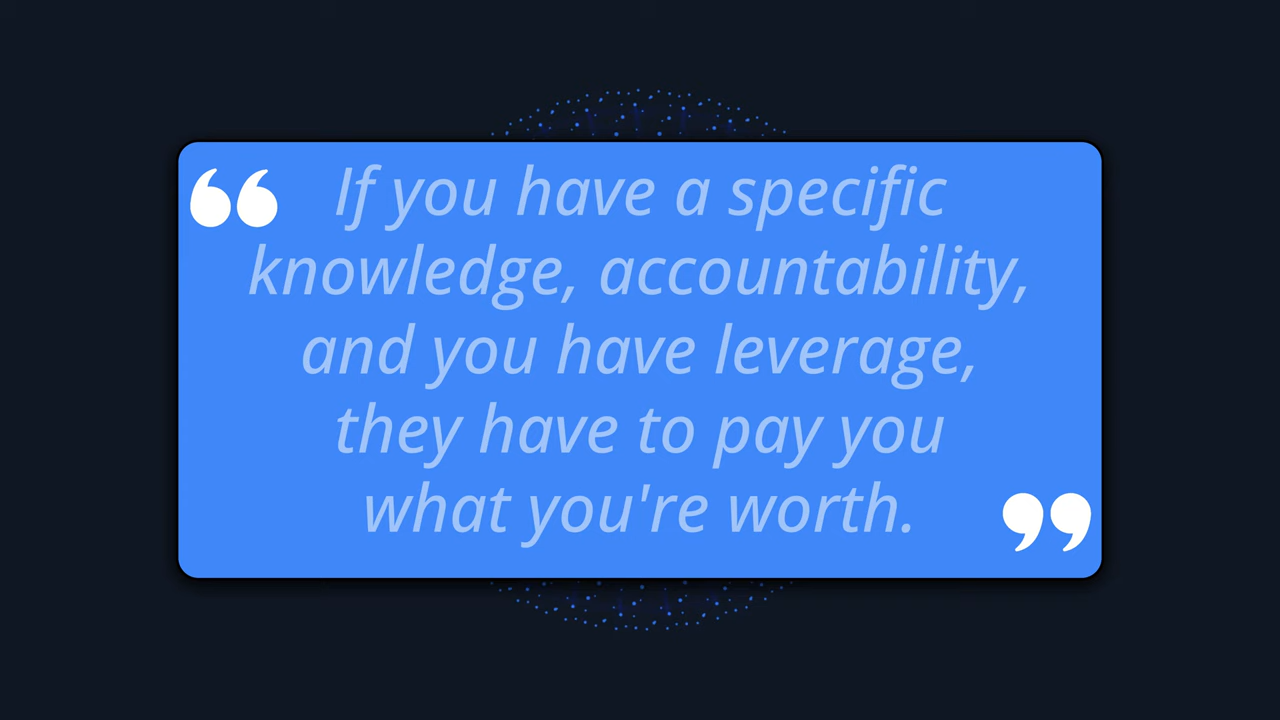 “If you have a specific
knowledge, accountability,
and you have leverage,
they have to pay you
what you're worth.”